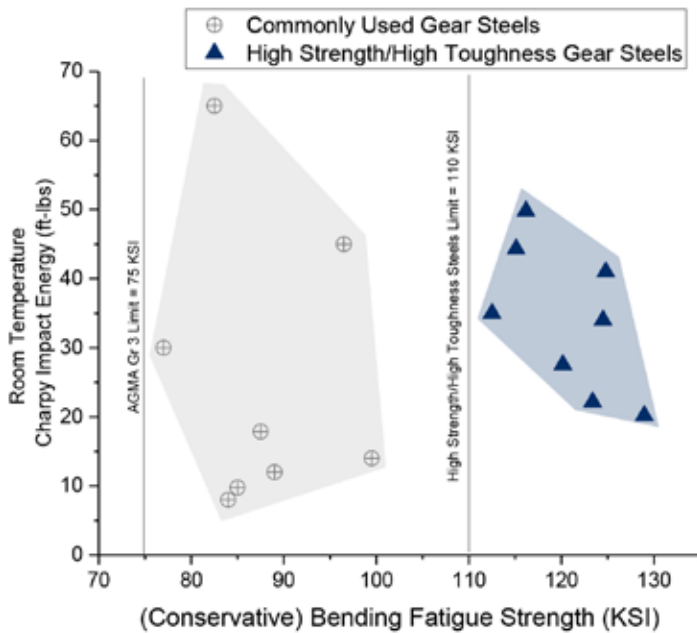 Commonly Used Gear Steels
High Strength/High Toughness Gear Steels
Room Temperature
Charpy Impact Energy (ft-lbs)
70
60
50
40
30
20
10
0
AGMA Gr 3 Limit = 75 KSI
High Strength/High Toughness Steels Limit = 110 KSI
70 80 90 100 110 120 130
(Conservative) Bending Fatigue Strength (KSI)